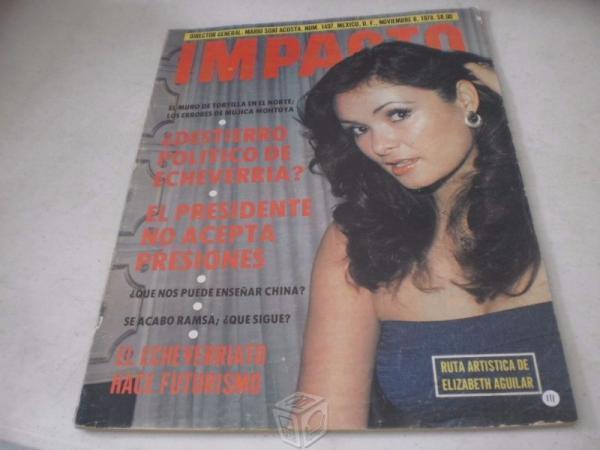 DIRECTOR GENERAL: MARIO SOJO ACOSTA. NUM. 1497. MEXICO, D. F., NOVIEMBRE 8, 1978. $8.00
IMPACTO
EL MURO DE TORTILLA EN EL NORTE;
LOS ERRORES DE MUJICA MONTOYA
¿DESTIERRO
POLITICO DE
ECHEVERRIA?
EL PRESIDENTE
NO ACEPTA
PRESIONES
¿QUE NOS PUEDE ENSEÑAR CHINA?
SE ACABO RAMSA; ¿QUE SIGUE?
EL ECHEVERRIATO
HACE FUTURISMO
RUTA ARTISTICA DE
ELIZABETH AGUILAR